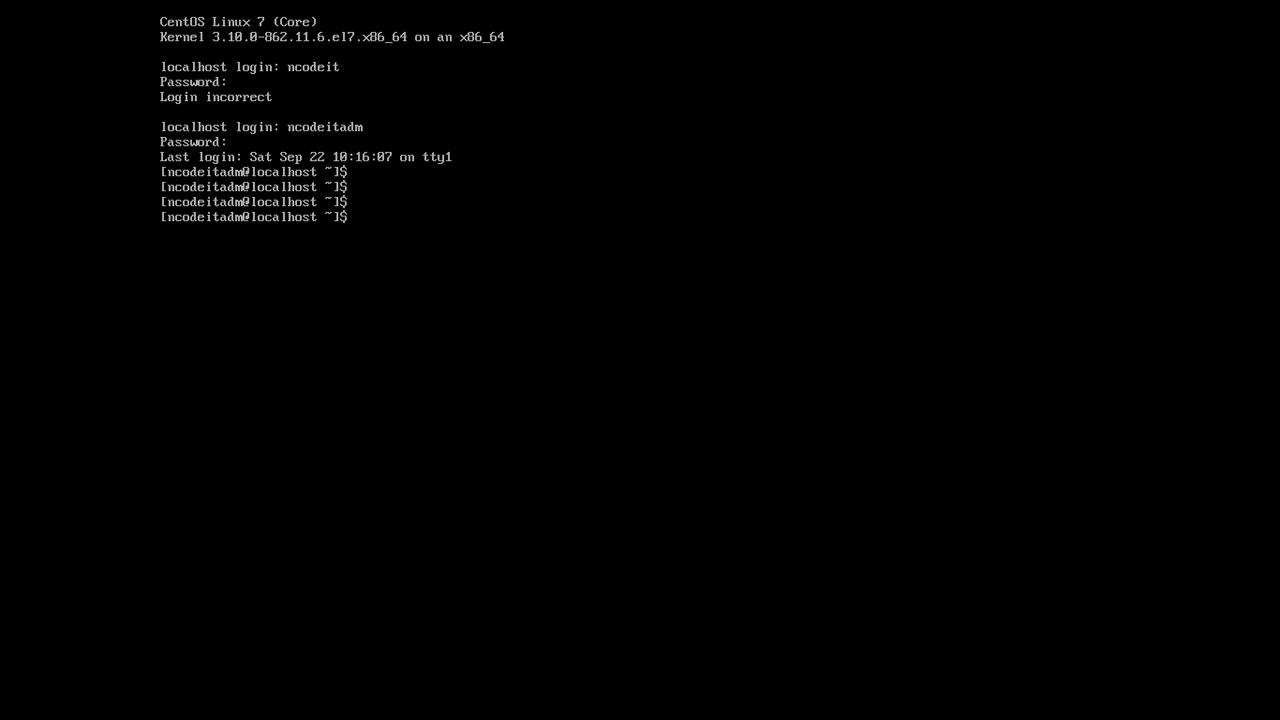 CentOS Linux 7 (Core)
Kernel 3.10.0-862.11.6.el7.x86_64 on an x86_64
localhost login: ncodeit
Password:
Login incorrect
localhost login: ncodeitadm
Password:
Last login: Sat Sep 22 10:16:07 on tty1
[ncodeitadm@localhost ~]$
[ncodeitadm@localhost ~]$
[ncodeitadm@localhost ~]$
[ncodeitadm@localhost ~]$